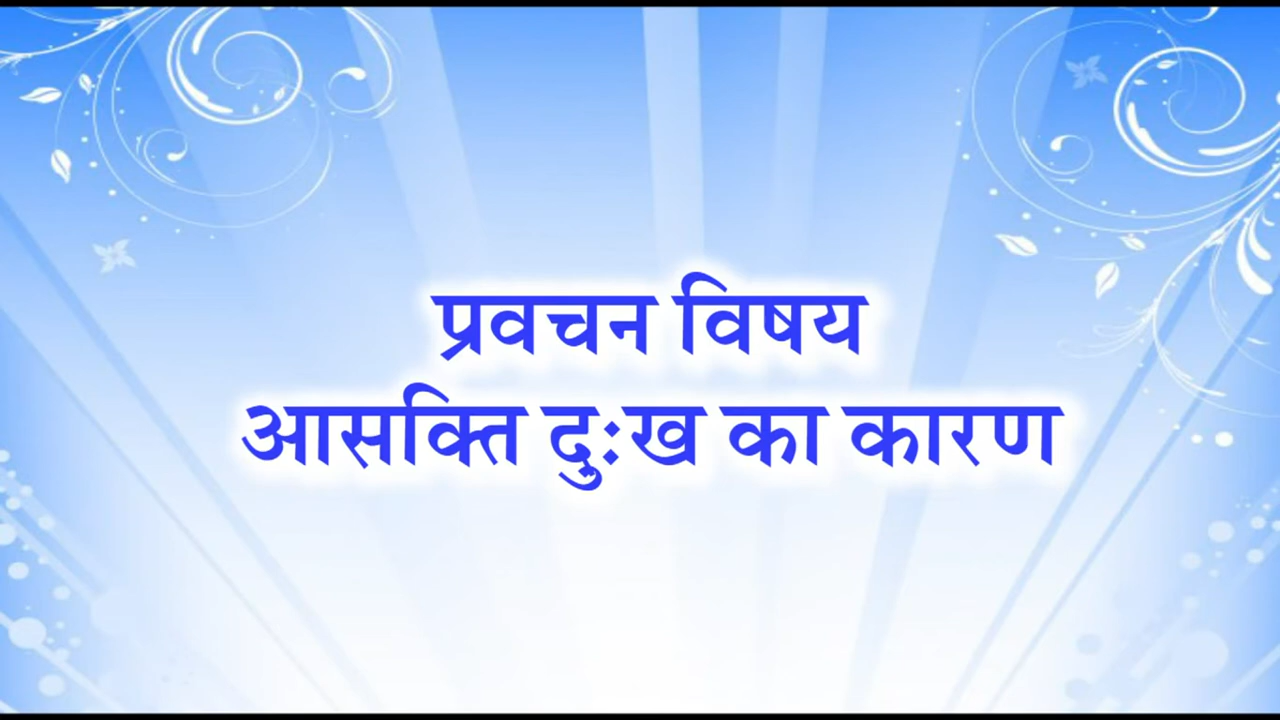 प्रवचन विषय
आसक्ति दुःख का कारण